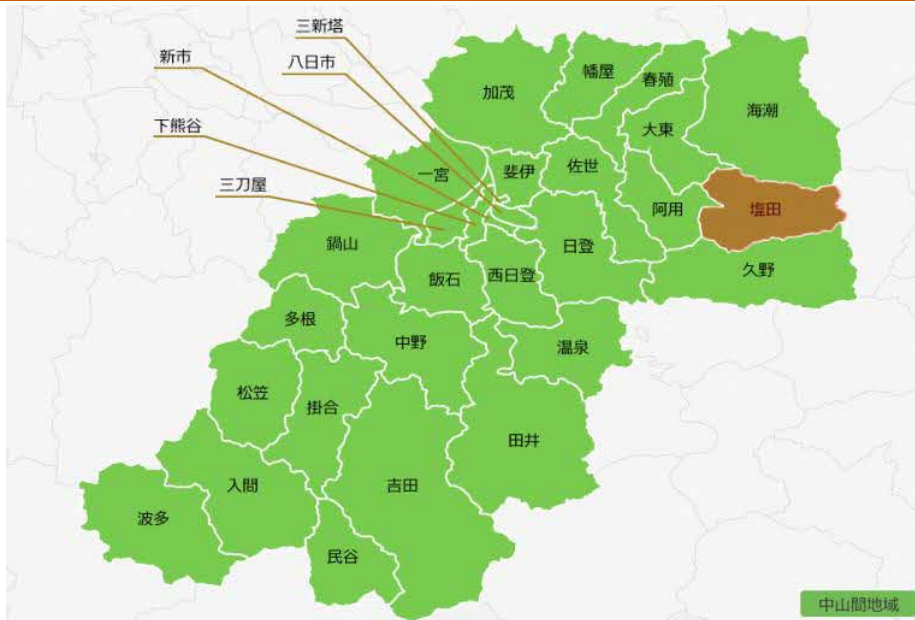 三新塔
新市
八日市
下熊谷
三刀屋
加茂
幡屋
春殖
海潮
大東
一宮
斐伊
佐世
阿用
塩田
鍋山
日登
久野
飯石
西日登
多根
中野
温泉
松笠
掛合
田井
入間
吉田
波多
民谷
中山間地域